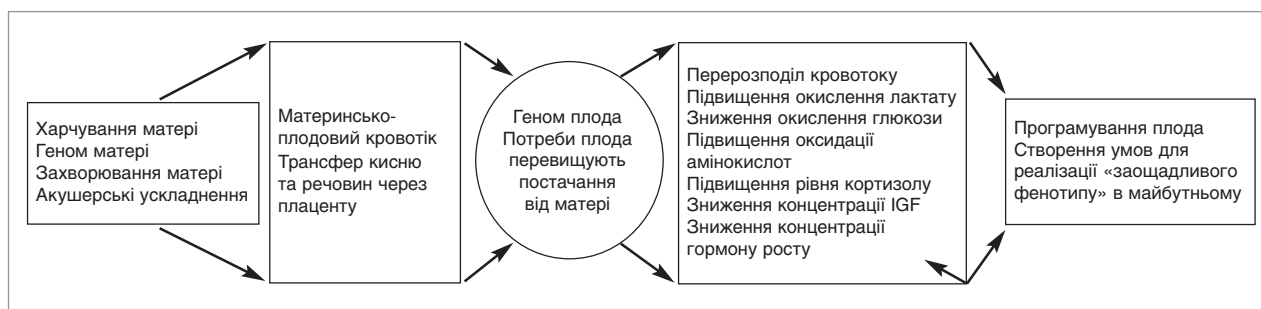 Харчування матері
Геном матері
Захворювання матері
Акушерські ускладнення
Материнсько-
плодовий кровотік
Трансфер кисню
та речовин через
плаценту
Геном плода
Потреби плода
перевищують
постачання
від матері
Перерозподіл кровотоку
Підвищення окислення лактату
Зниження окислення глюкози
Підвищення оксидації
амінокислот
Підвищення рівня кортизолу
Зниження концентрації IGF
Зниження концентрації
гормону росту
Програмування плода
Створення умов для
реалізації «заощадливого
фенотипу» в майбутньому